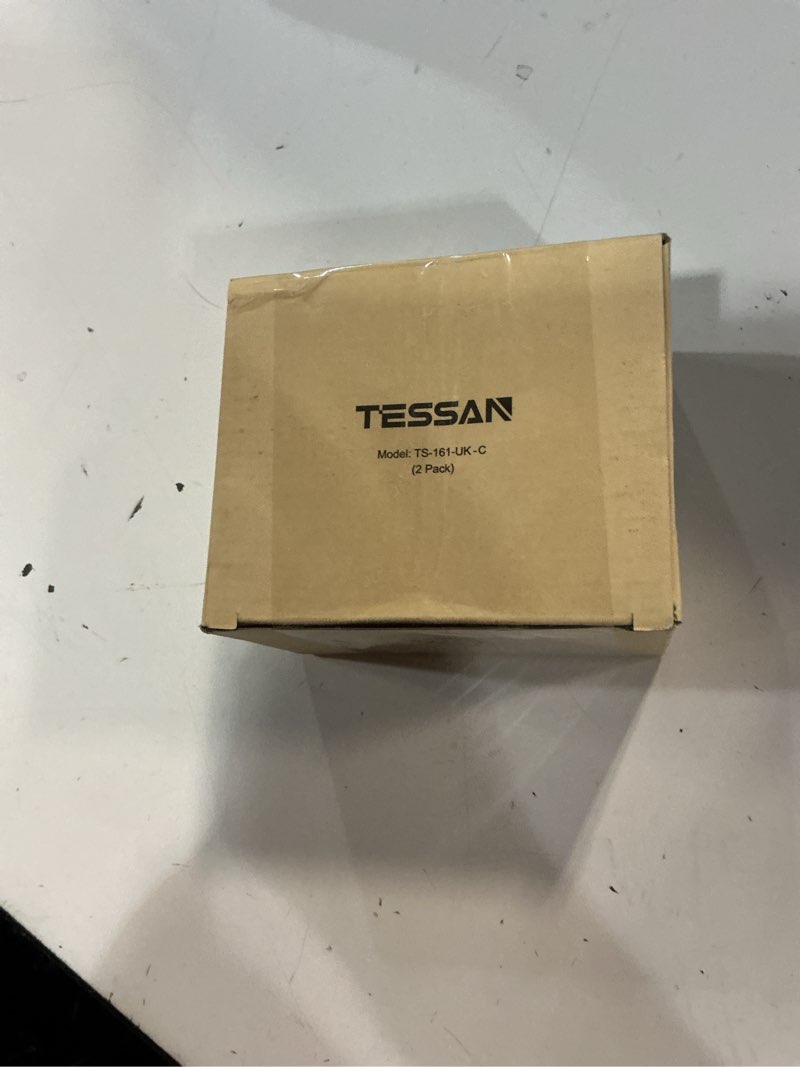 TESSAN
Model: TS-161-UK-C
(2 Pack)